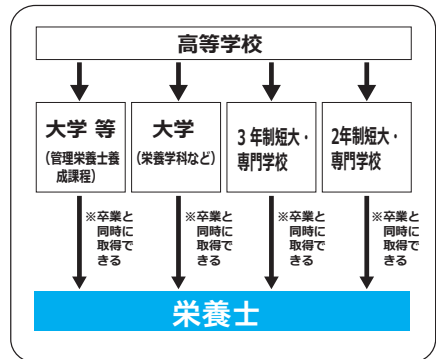 高等学校
大学 等
（管理栄養士養
成課程）
大学
（栄養学科など）
3 年制短大・
専門学校
2年制短大・
専門学校
※卒業と
同時に
取得で
きる
※卒業と
同時に
取得で
きる
※卒業と
同時に
取得で
きる
※卒業と
同時に
取得で
きる
栄養士